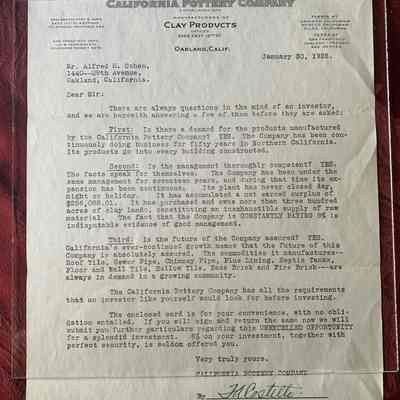 CALIFORNIA POTTERY COMPANY
MANUFACTURERS OF
CLAY PRODUCTS
OFFICES
OAKLAND, CALIF.
January 30, 1925.
Mr. Alfred H. Cohen,
1440--29th Avenue,
Oakland, California.
Dear Sir:
There are always questions in the mind of an investor,
and we are herewith answering a few of them before they are asked:
First: Is there a demand for the products manufactured
by the California Pottery Company? YES. The Company has been con-
tinuously doing business for fifty years in Northern California.
Its products go into every building constructed.
Second: Is the management thoroughly competent? YES.
The facts speak for themselves. The Company has been under the
same management for seventeen years, and during that time its ex-
pansion has been continuous. Its plant has never closed day,
night or holiday. It has accumulated a net earned surplus of
It has purchased and owns more than three hundred
acres of clay lands, constituting an inexhaustible supply of raw
material. The fact that the Company is CONSTANTLY PAYING 8% is
indisputable evidence of good management.
Third: Is the future of the Company assured? YES.
California's ever-continued growth means that the future of this
Company is absolutely assured. The commodities it manufactures--
Roof Tile, Sewer Pipe, Chimney Pipe, Flue Lining, Septic Tanks,
Floor and Wall Tile, Hollow Tile, Face Brick and Fire Brick--are
always in demand in a growing community.
The California Pottery Company has all the requirements
that an investor like yourself would look for before investing.
The enclosed card is for your convenience, with no obli-
gation entailed. If you will sign and return the same now we will
submit you further particulars regarding this UNEXCELLED OPPORTUNITY
for a splendid investment. 8% on your investment, together with
perfect security, is seldom offered you.
Very truly yours,
CALIFORNIA POTTERY COMPANY
By